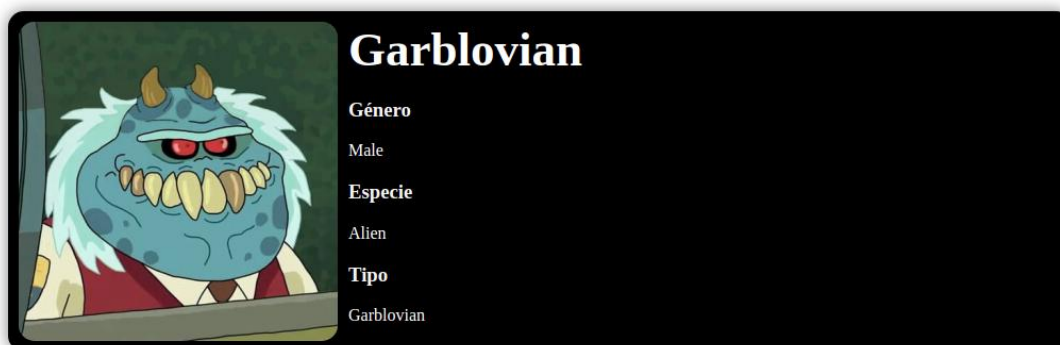 Garblovian
Género
Male
Especie
Alien
Tipo
Garblovian